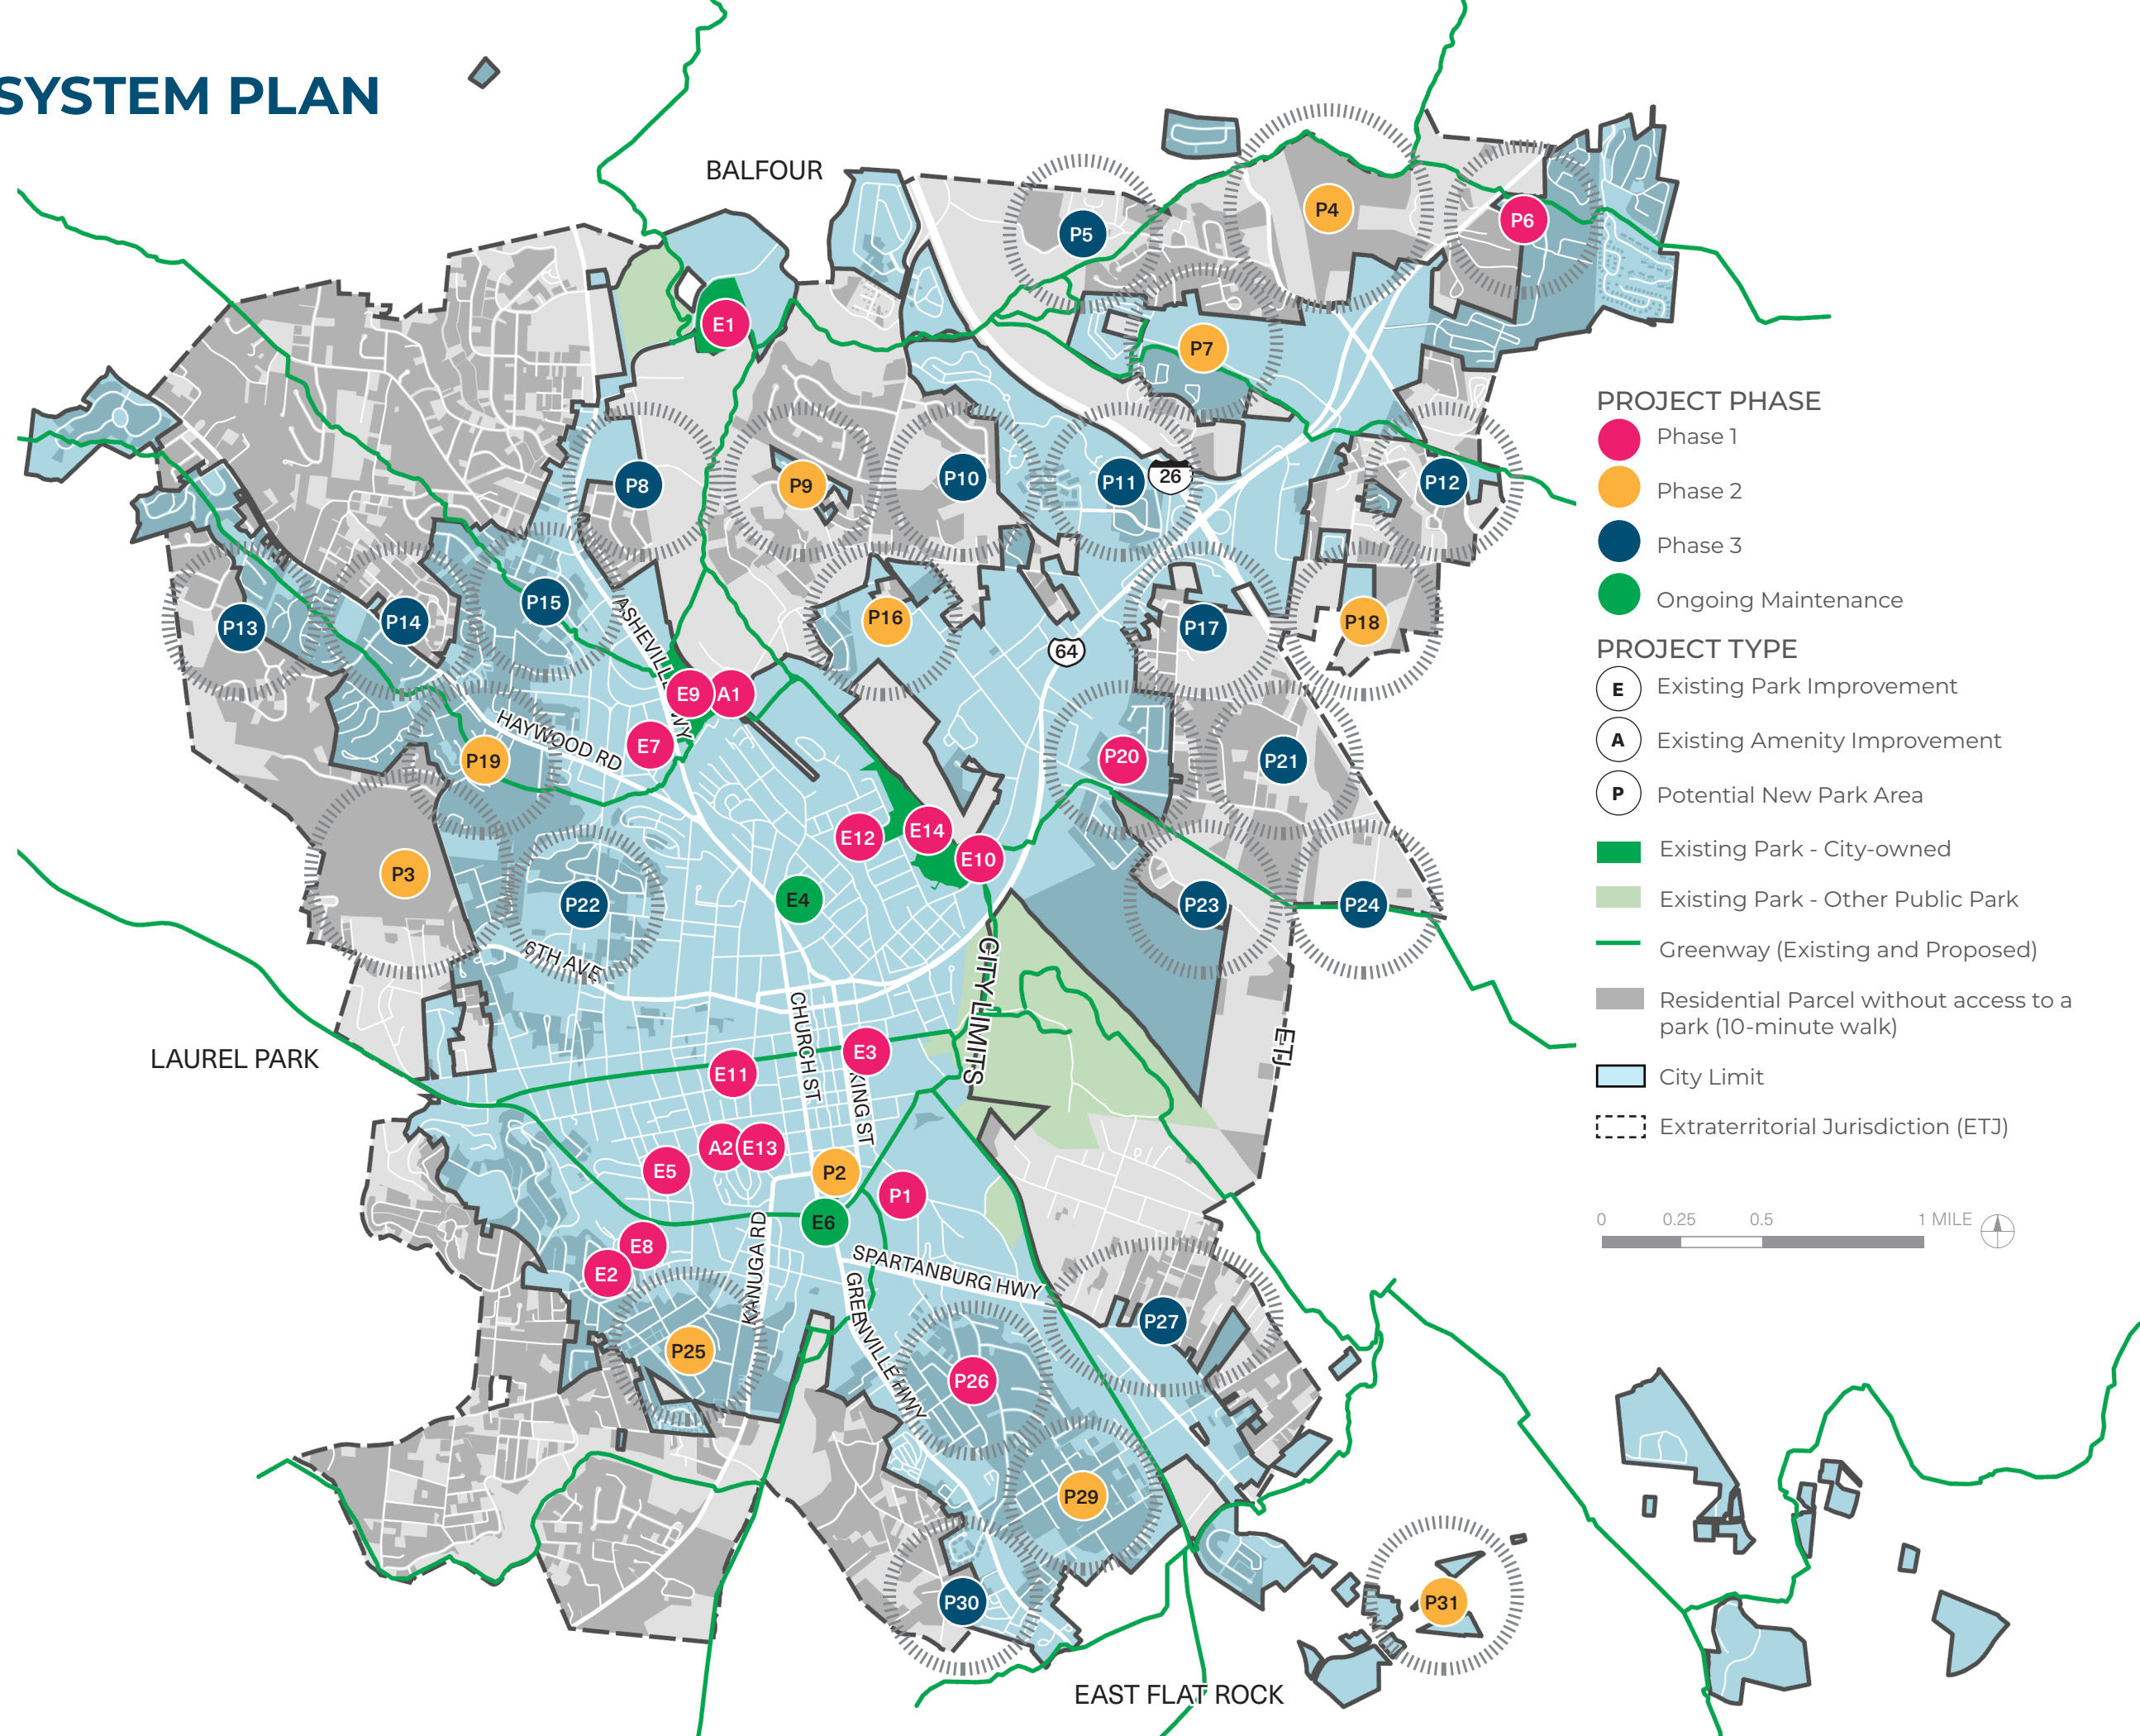 SYSTEM PLAN
BALFOUR
P4
P6
P5
E1
P7
PROJECT PHASE
Phase 1
Phase 2
Phase 3
Ongoing Maintenance
PROJECT TYPE
E Existing Park Improvement
A Existing Amenity Improvement
P Potential New Park Area
Existing Park - City-owned
Existing Park - Other Public Park
Greenway (Existing and Proposed)
Residential Parcel without access to a
park (10-minute walk)
City Limit
Extraterritorial Jurisdiction (ETJ)
0 0.25 0.5 1 MILE
P8
P9
P10
P11
26
P12
P13
P14
P15
ASHEVILLE HWY
P16
64
P17
P18
E9
A1
E7
HAYWOOD RD
P19
P20
P21
E12
E14
E10
P3
P22
E4
P23
P24
6TH AVE
CITY LIMITS
CHURCH ST
KING ST
ETJ
LAUREL PARK
E11
E3
A2
E13
E5
P2
P1
E6
E8
E2
KANUGA RD
SPARTANBURG HWY
GREENVILLE HWY
P25
P27
P26
P29
P30
P31
EAST FLAT ROCK